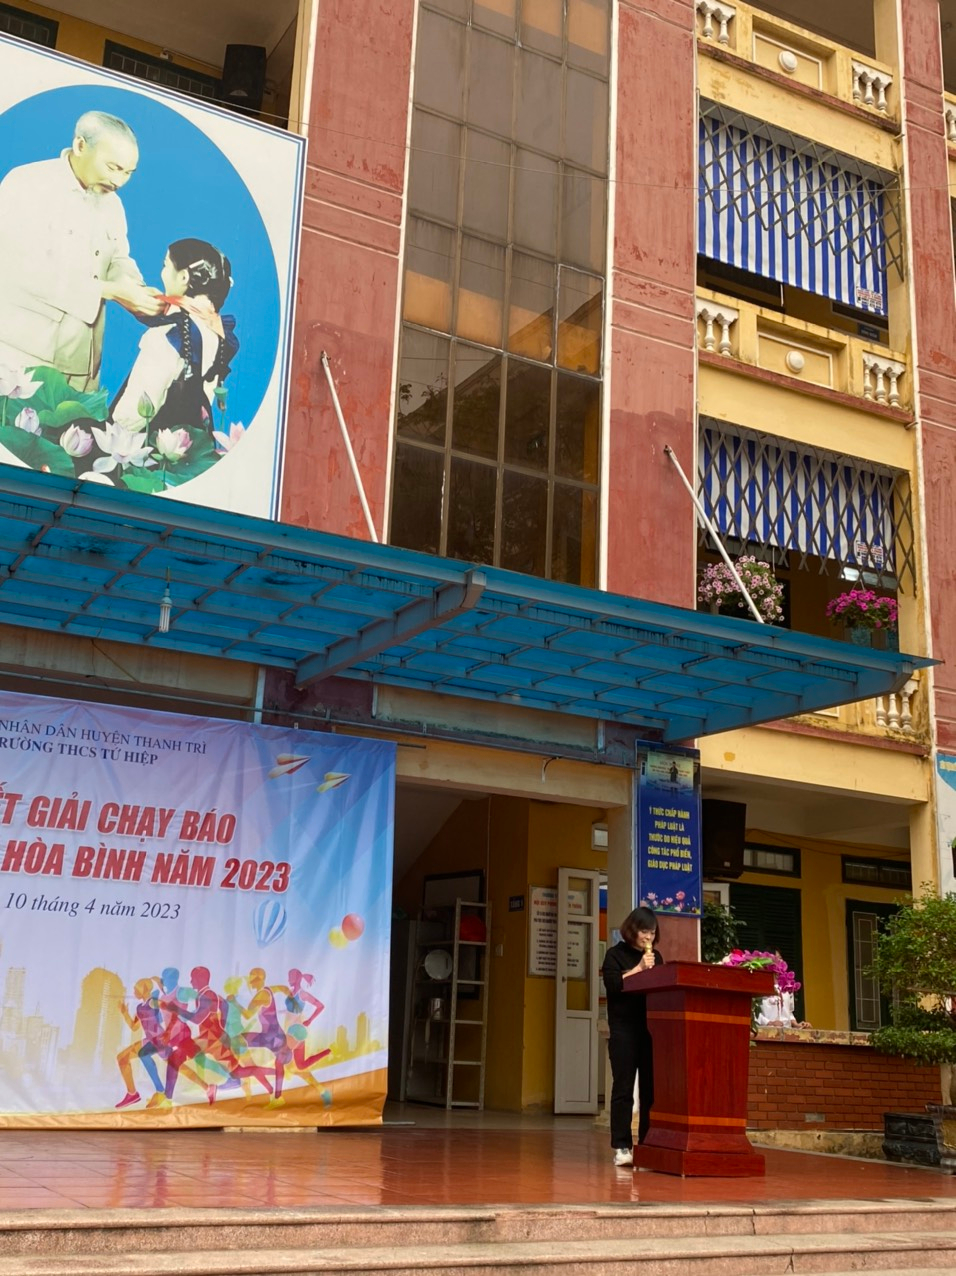 NHÂN DÂN HUYỆN THANH TRÌ
TRƯỜNG THCS TỨ HIỆP
KẾT GIẢI CHẠY BÁO
HÒA BÌNH NĂM 2023
10 tháng 4 năm 2023
Ý THỨC CHẤP HÀNH
PHÁP LUẬT LÀ
THƯỚC ĐO HIỆU QUẢ
CÔNG TÁC PHỔ BIẾN,
GIÁO DỤC PHÁP LUẬT